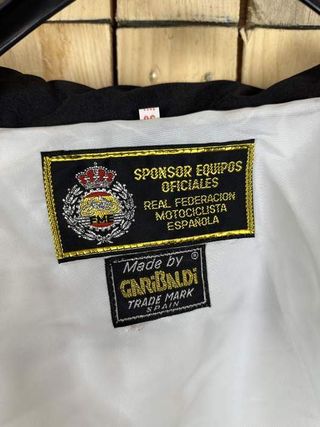 SPONSOR EQUIPOS
OFICIALES
REAL FEDERACION
MOTOCICLISTA
ESPAÑOLA
Made by
GARiBALDi ®
TRADE MARK
SPAIN